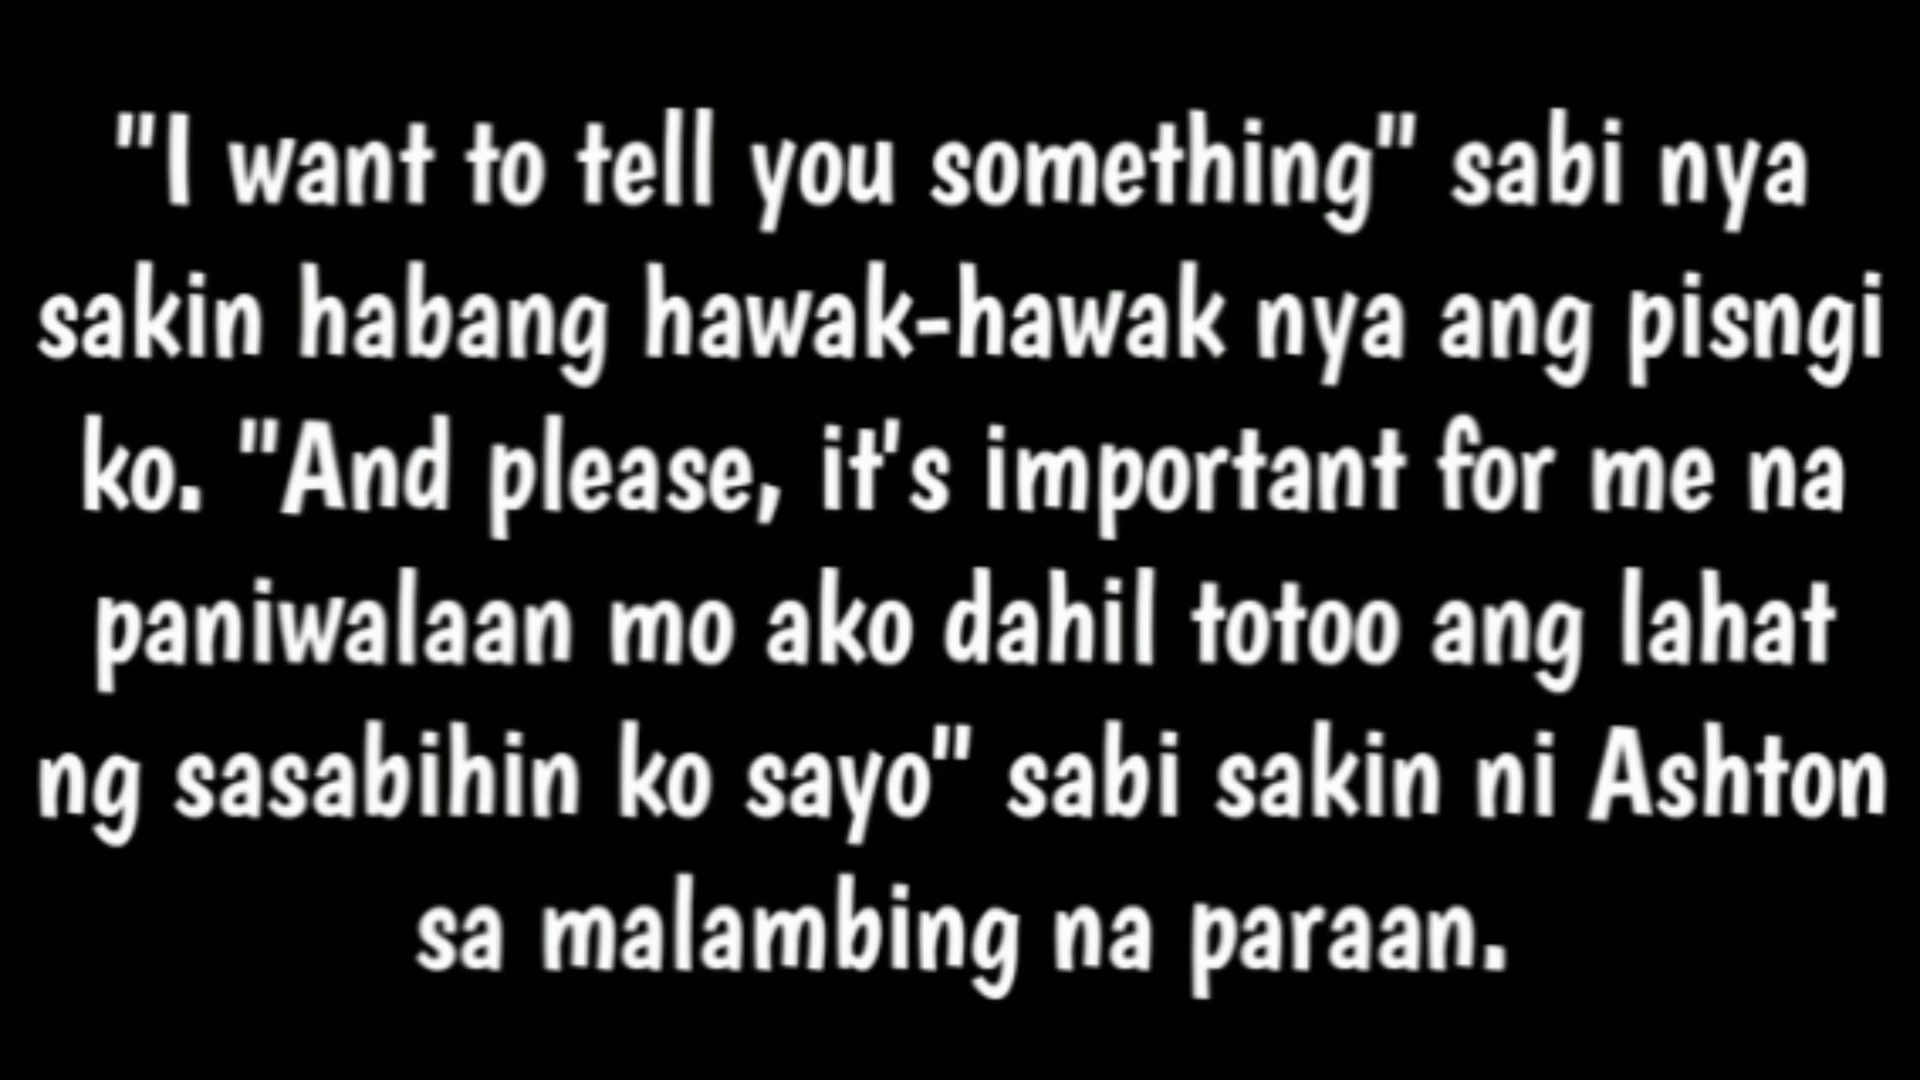 "I want to tell you something" sabi nya
sakin habang hawak-hawak nya ang pisngi
ko. "And please, it's important for me na
paniwalaan mo ako dahil totoo ang lahat
ng sasabihin ko sayo" sabi sakin ni Ashton
sa malambing na paraan.